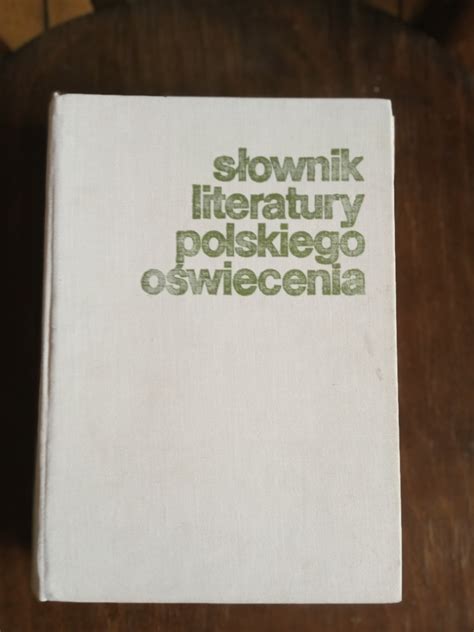 słownik
literatury
polskiego
oświecenia